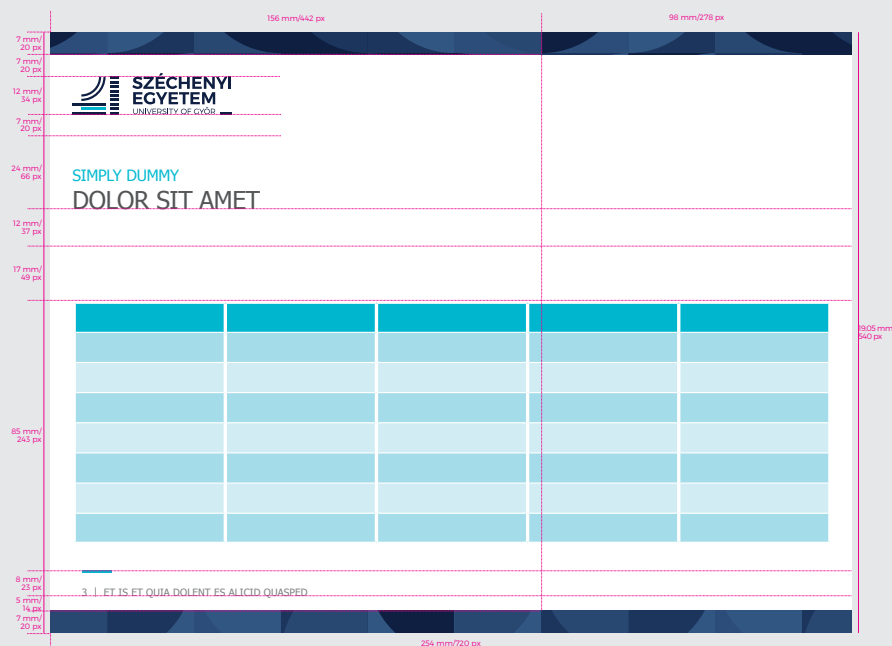 156 mm/442 px
98 mm/278 px
7 mm/
20 px
7 mm/
20 px
12 mm/
34 px
7 mm/
20 px
SZÉCHENYI
EGYETEM
UNIVERSITY OF GYŐR
24 mm/
66 px
SIMPLY DUMMY
DOLOR SIT AMET
12 mm/
37 px
17 mm/
49 px
19.05 mm
540 px
85 mm/
243 px
8 mm/
23 px
3 | ET IS ET QUIA DOLENT ES ALICID QUASPED
5 mm/
14 px
7 mm/
20 px
254 mm/720 px